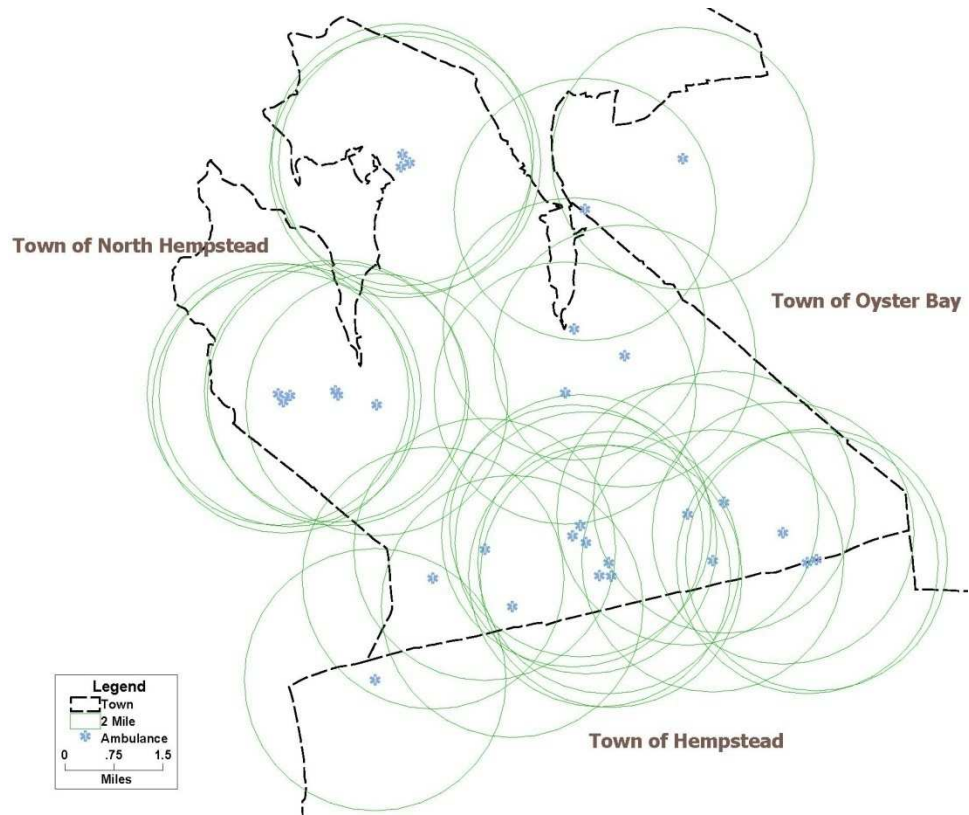 Town of North Hempstead
Town of Oyster Bay
Town of Hempstead
Legend
Town
2 Mile
Ambulance
0 .75 1.5
Miles